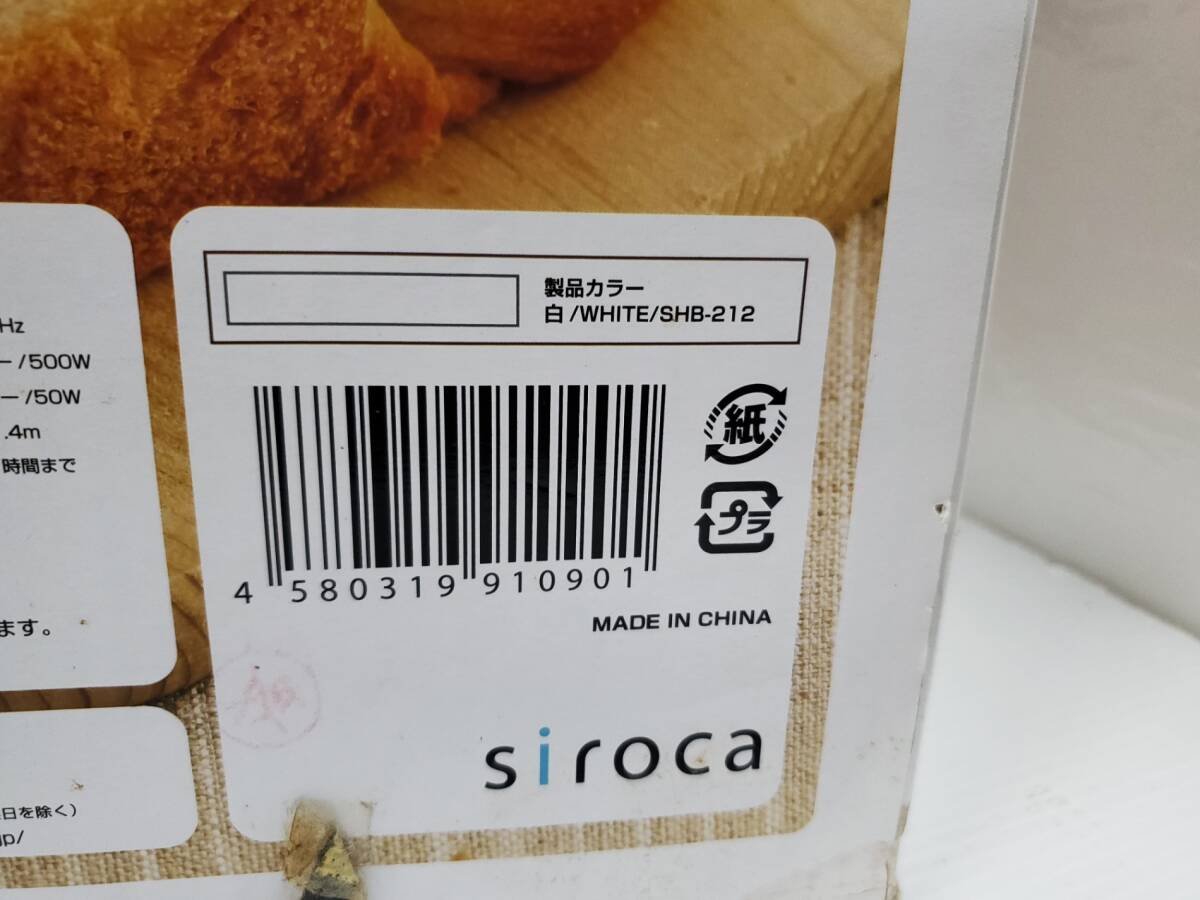 Hz
ー/500W
ー/50W
.4m
時間まで
ます。
日を除く)
jp/
製品カラー
白/WHITE/SHB-212
紙
プラ
4 580319 910901
MADE IN CHINA
siroca